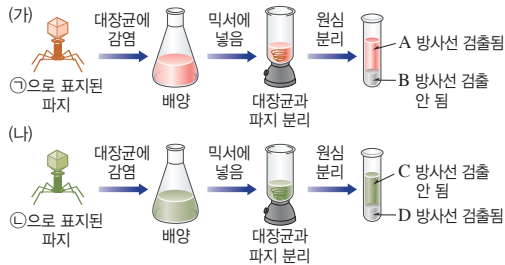 (가)
대장균에
감염
믹서에
넣음
원심
분리
A 방사선 검출됨
B 방사선 검출
안 됨
㉠으로 표지된
파지
배양
대장균과
파지 분리
(나)
대장균에
감염
믹서에
넣음
원심
분리
C 방사선 검출
안 됨
D 방사선 검출됨
㉡으로 표지된
파지
배양
대장균과
파지 분리